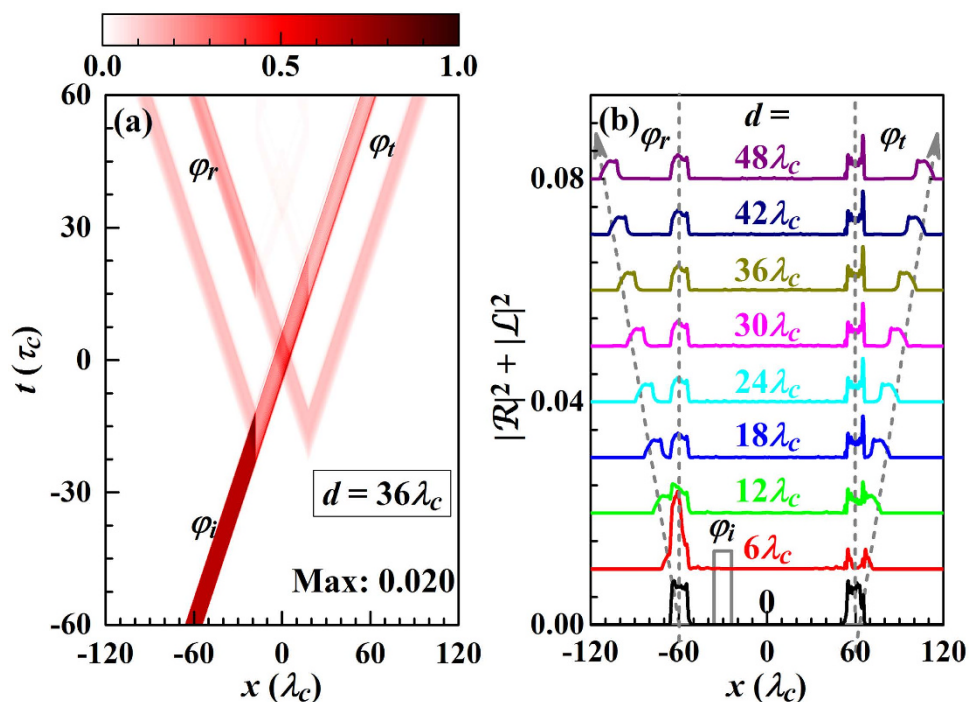 0.0 0.5 1.0
(a)
φr
φt
φi
d = 36λc
Max: 0.020
60
30
0
-30
-60
-120 -60 0 60 120
t (τc)
x (λc)
(b)
d =
φr
φt
48λc
42λc
36λc
30λc
24λc
18λc
12λc
φi
6λc
0
0.08
0.04
0.00
-120 -60 0 60 120
|ℛ|² + |ℒ|²
x (λc)